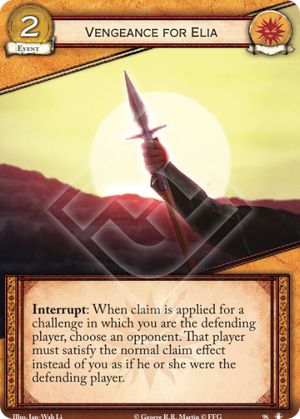 2
Event
Vengeance for Elia
Interrupt: When claim is applied for a
challenge in which you are the defending
player, choose an opponent. That player
must satisfy the normal claim effect
instead of you as if he or she were the
defending player.
Illus. Jan-Wah Li
© George R.R. Martin © FFG
96